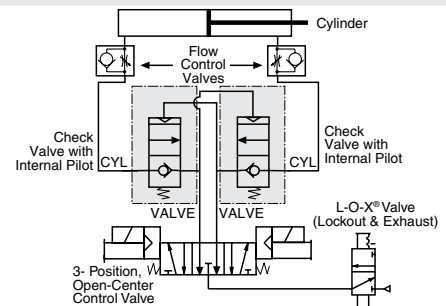 Cylinder
Flow
Control
Valves
Check
Valve with
Internal Pilot
CYL
CYL
Check
Valve with
Internal Pilot
VALVE
VALVE
L-O-X® Valve
(Lockout & Exhaust)
3- Position,
Open-Center
Control Valve